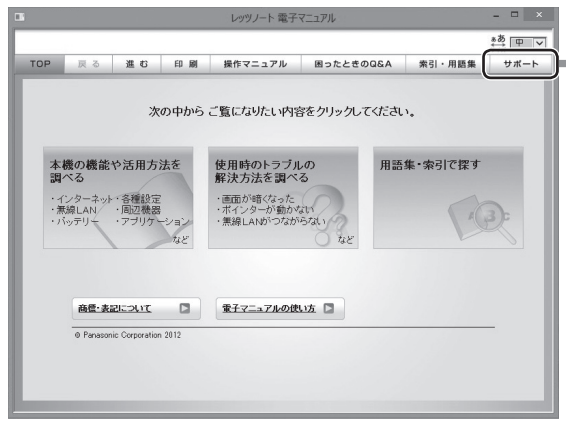 レッツノート 電子マニュアル
あ 中
TOP 戻る 進む 印刷 操作マニュアル 困ったときのQ&A 索引・用語集 サポート
次の中から ご覧になりたい内容をクリックしてください。
本機の機能や活用方法を
調べる
・インターネット・各種設定
・無線LAN ・周辺機器
・バッテリー ・アプリケーション
など
使用時のトラブルの
解決方法を調べる
・画面が暗くなった
・ポインターが動かない
・無線LANがつながらない
など
用語集・索引で探す
商標・表記について
電子マニュアルの使い方
© Panasonic Corporation 2012